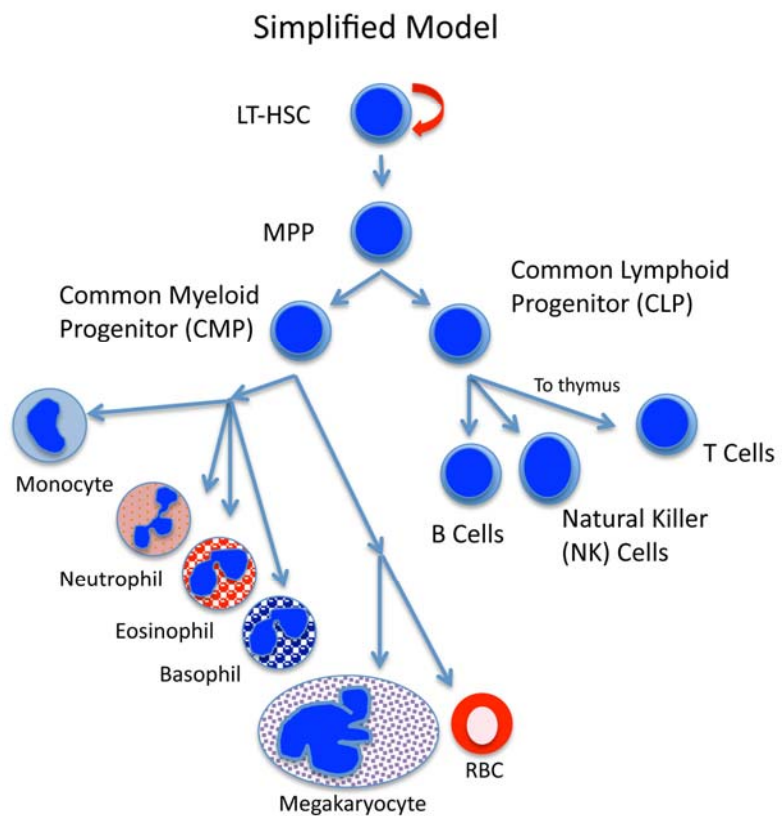 Simplified Model
LT-HSC
MPP
Common Myeloid
Progenitor (CMP)
Common Lymphoid
Progenitor (CLP)
To thymus
Monocyte
T Cells
B Cells
Natural Killer
(NK) Cells
Neutrophil
Eosinophil
Basophil
RBC
Megakaryocyte